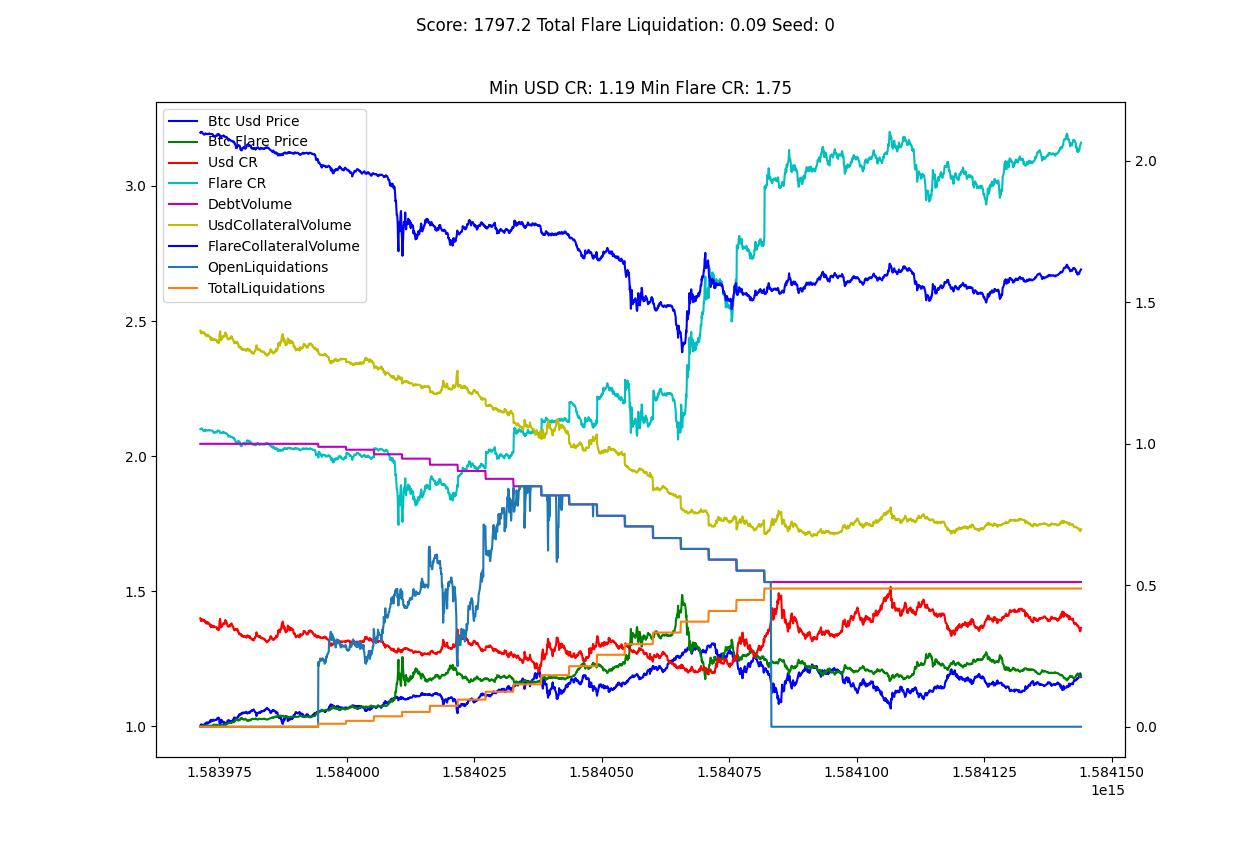 Score: 1797.2 Total Flare Liquidation: 0.09 Seed: 0
Min USD CR: 1.19 Min Flare CR: 1.75
Btc Usd Price
Btc Flare Price
Usd CR
Flare CR
DebtVolume
UsdCollateralVolume
FlareCollateralVolume
OpenLiquidations
TotalLiquidations
3.0
2.5
2.0
1.5
1.0
2.0
1.5
1.0
0.5
0.0
1.583975 1.584000 1.584025 1.584050 1.584075 1.584100 1.584125 1.584150
1e15